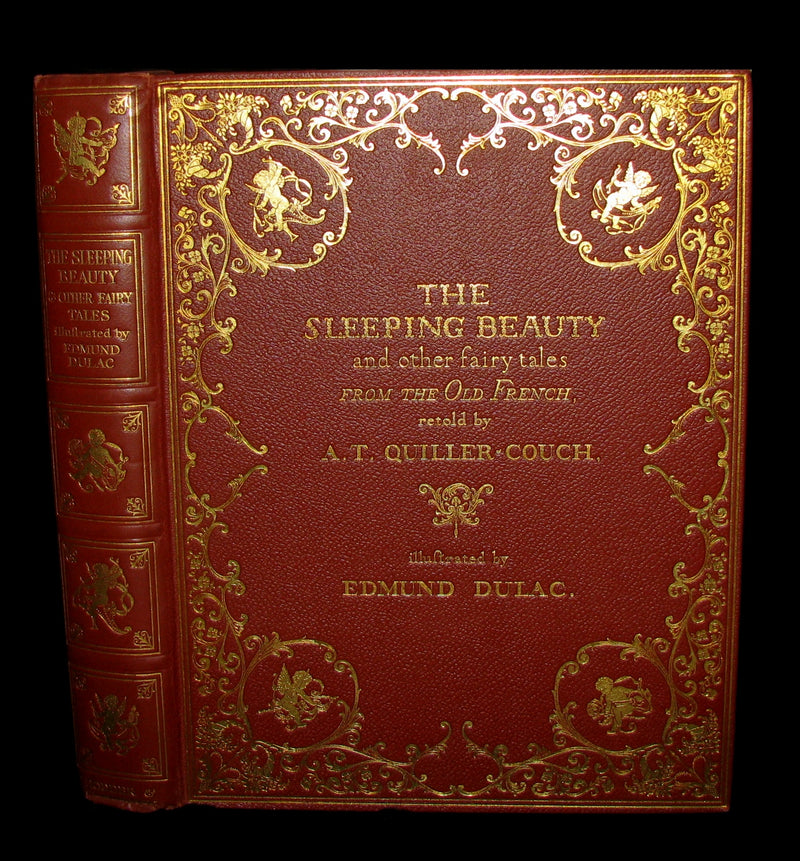 THE SLEEPING
BEAUTY
& OTHER FAIRY
TALES
illuſtrated by
EDMUND
DULAC
THE
SLEEPING BEAUTY
and other fairy tales
FROM THE OLD FRENCH,
retold by
A. T. QUILLER-COUCH.
illuſtrated by
EDMUND DULAC.